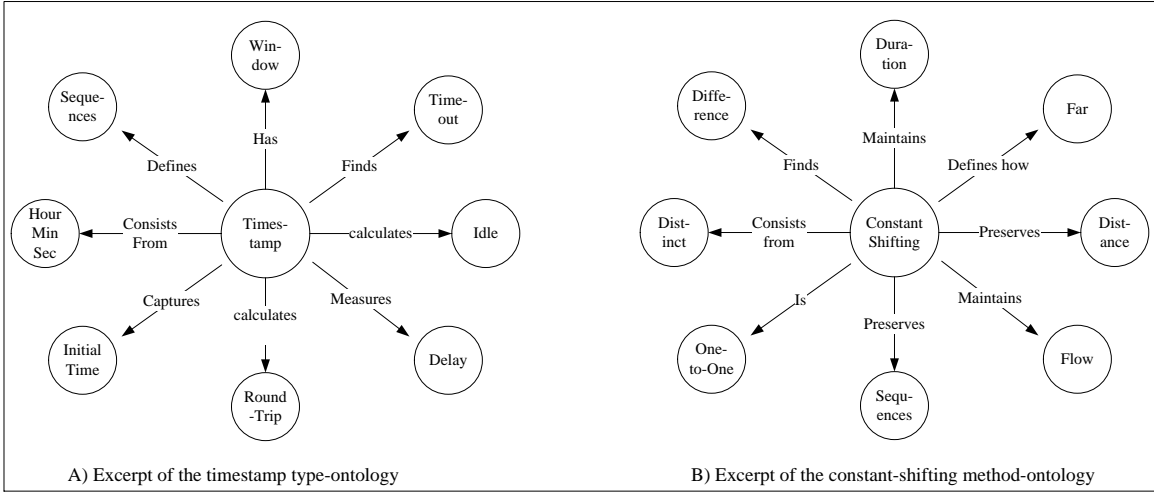 Win-
dow
Seque-
nces
Time-
out
Has
Defines
Finds
Hour
Min
Sec
Consists
From
Times-
tamp
calculates
Idle
Captures
calculates
Measures
Initial
Time
Round
-Trip
Delay
A) Excerpt of the timestamp type-ontology
Dura-
tion
Diffe-
rence
Far
Maintains
Finds
Defines how
Dist-
inct
Consists
from
Constant
Shifting
Preserves
Dist-
ance
Is
Preserves
Maintains
One-
to-One
Sequ-
ences
Flow
B) Excerpt of the constant-shifting method-ontology